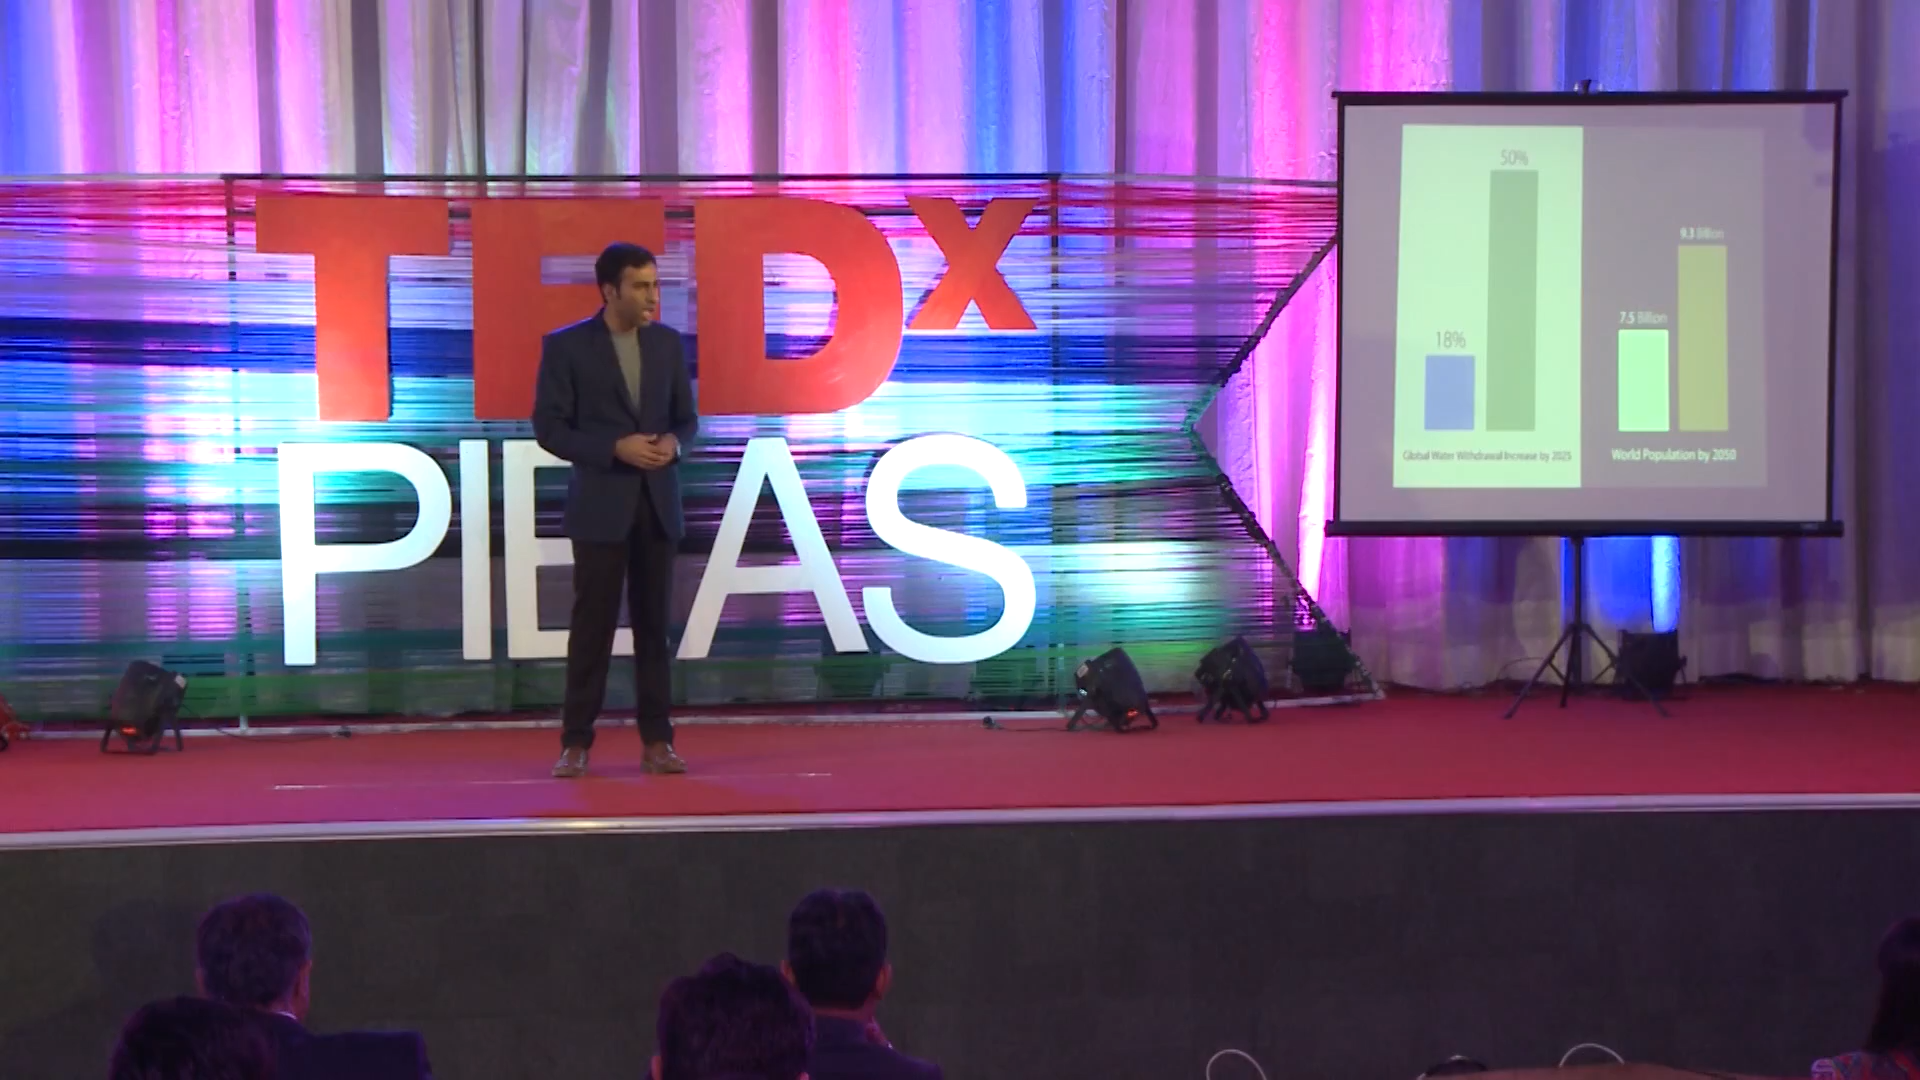 TEDx
PIEAS
50%
18%
Global Water Withdrawal Increase by 2025
9.3 Billion
7.5 Billion
World Population by 2050